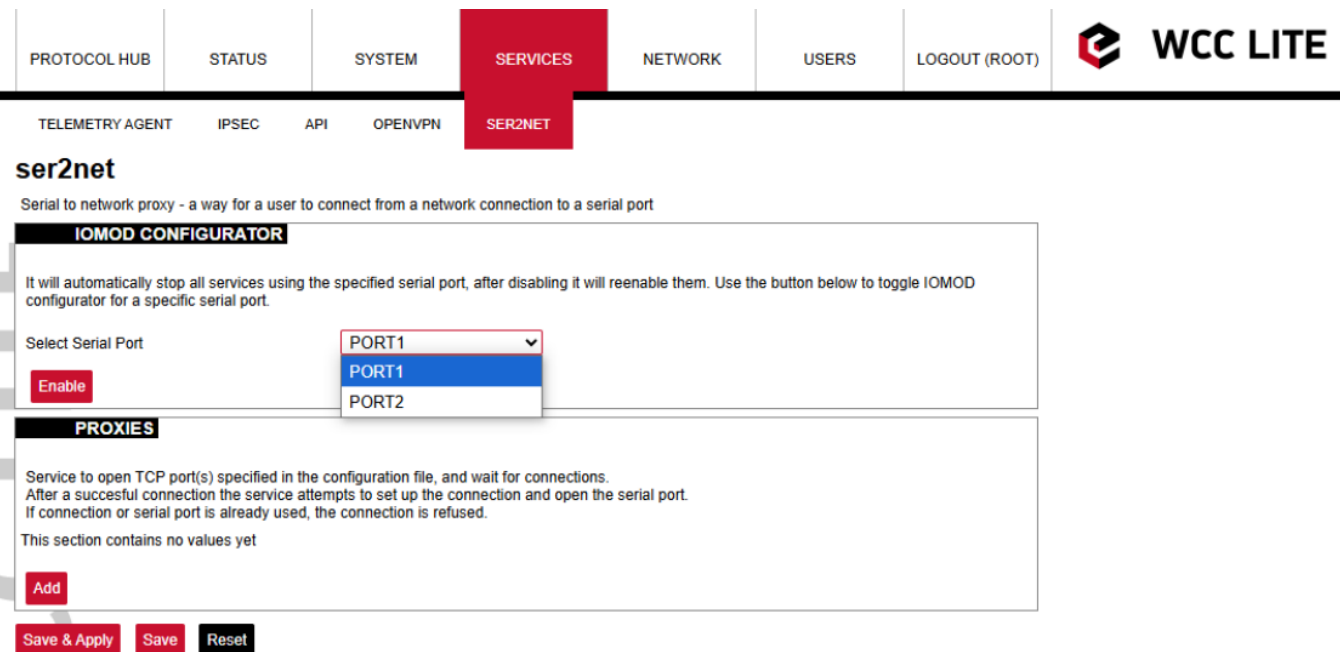 PROTOCOL HUB STATUS SYSTEM SERVICES NETWORK USERS LOGOUT (ROOT) WCC LITE
TELEMETRY AGENT IPSEC API OPENVPN SER2NET
ser2net
Serial to network proxy - a way for a user to connect from a network connection to a serial port
IOMOD CONFIGURATOR
It will automatically stop all services using the specified serial port, after disabling it will reenable them. Use the button below to toggle IOMOD
configurator for a specific serial port.
Select Serial Port PORT1
PORT1
Enable
PORT2
PROXIES
Service to open TCP port(s) specified in the configuration file, and wait for connections.
After a succesful connection the service attempts to set up the connection and open the serial port.
If connection or serial port is already used, the connection is refused.
This section contains no values yet
Add
Save & Apply Save Reset